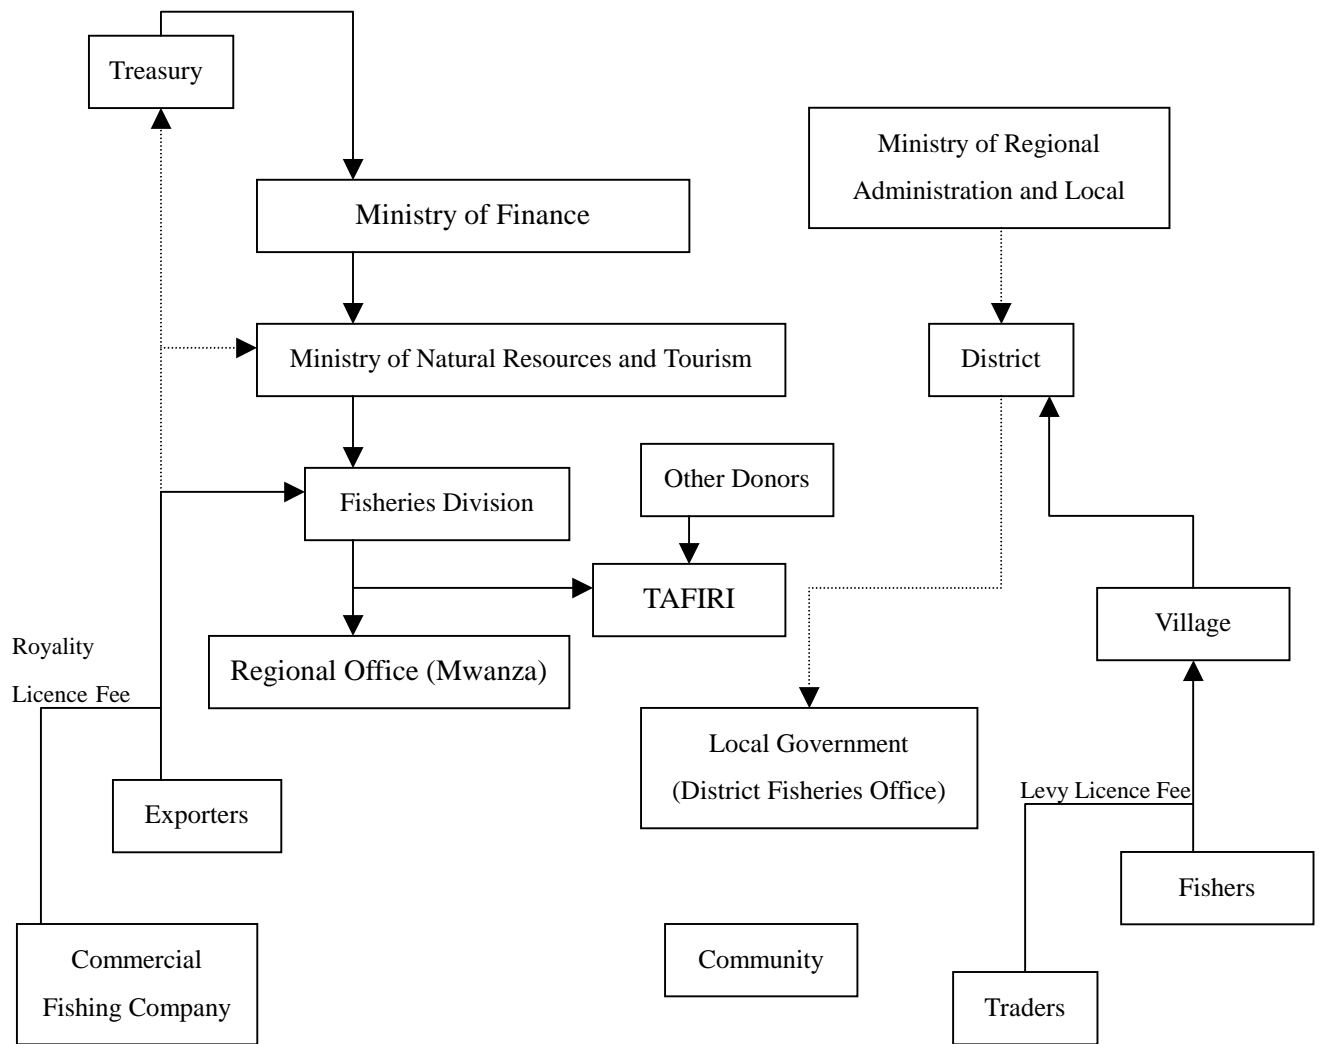 Treasury
Ministry of Regional
Administration and Local
Ministry of Finance
Ministry of Natural Resources and Tourism
District
Other Donors
Fisheries Division
TAFIRI
Village
Royality
Regional Office (Mwanza)
Licence Fee
Local Government
(District Fisheries Office)
Levy Licence Fee
Exporters
Fishers
Commercial
Fishing Company
Community
Traders